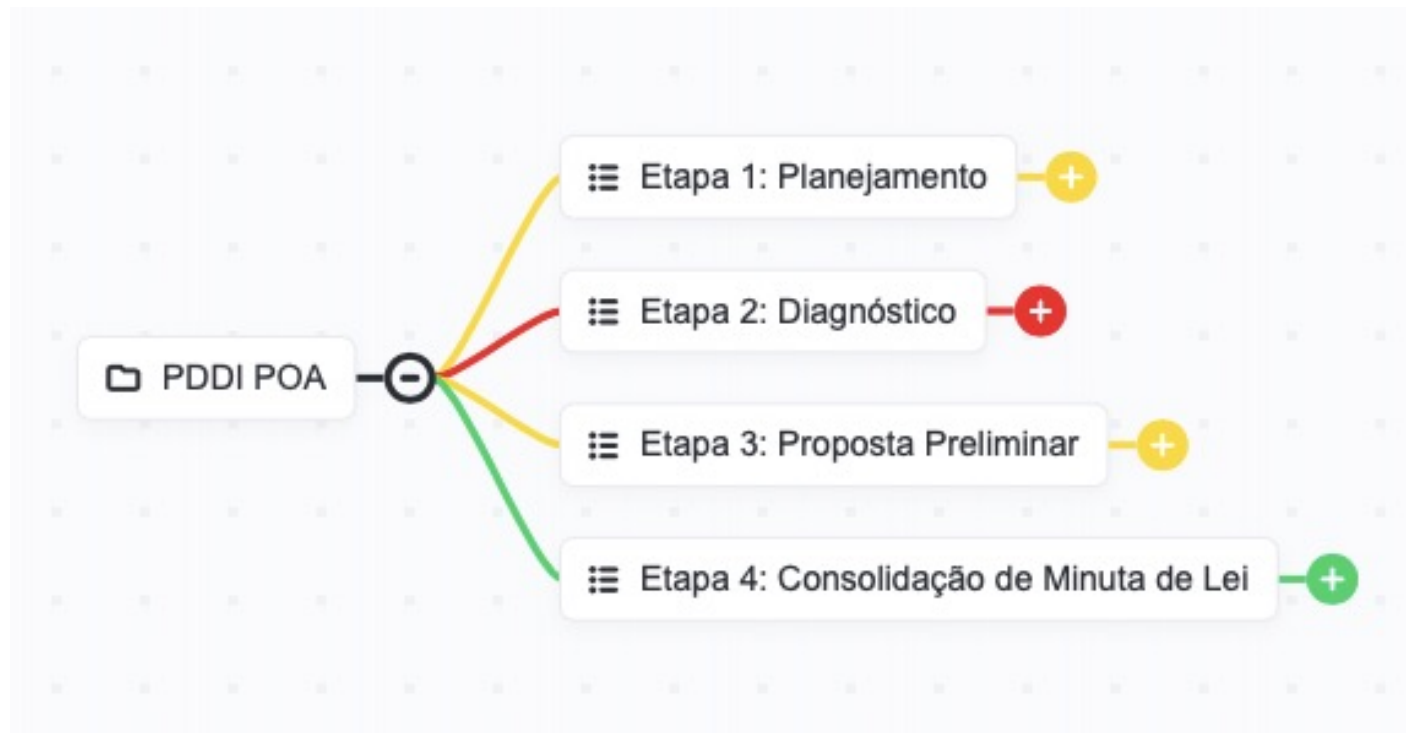 Etapa 1: Planejamento
Etapa 2: Diagnóstico
PDDI POA
Etapa 3: Proposta Preliminar
Etapa 4: Consolidação de Minuta de Lei